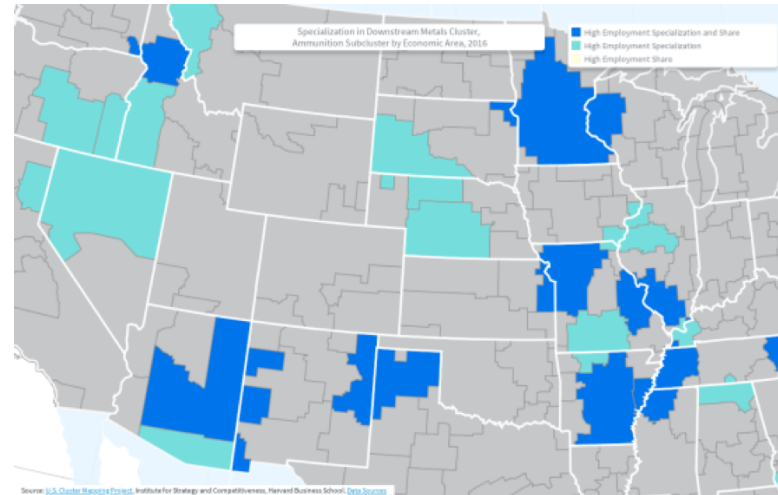 Specialization in Downstream Metals Cluster,
Ammunition Subcluster by Economic Area, 2016
High Employment Specialization and Share
High Employment Specialization
High Employment Share
Source: U.S. Cluster Mapping Project, Institute for Strategy and Competitiveness, Harvard Business School. Data Sources